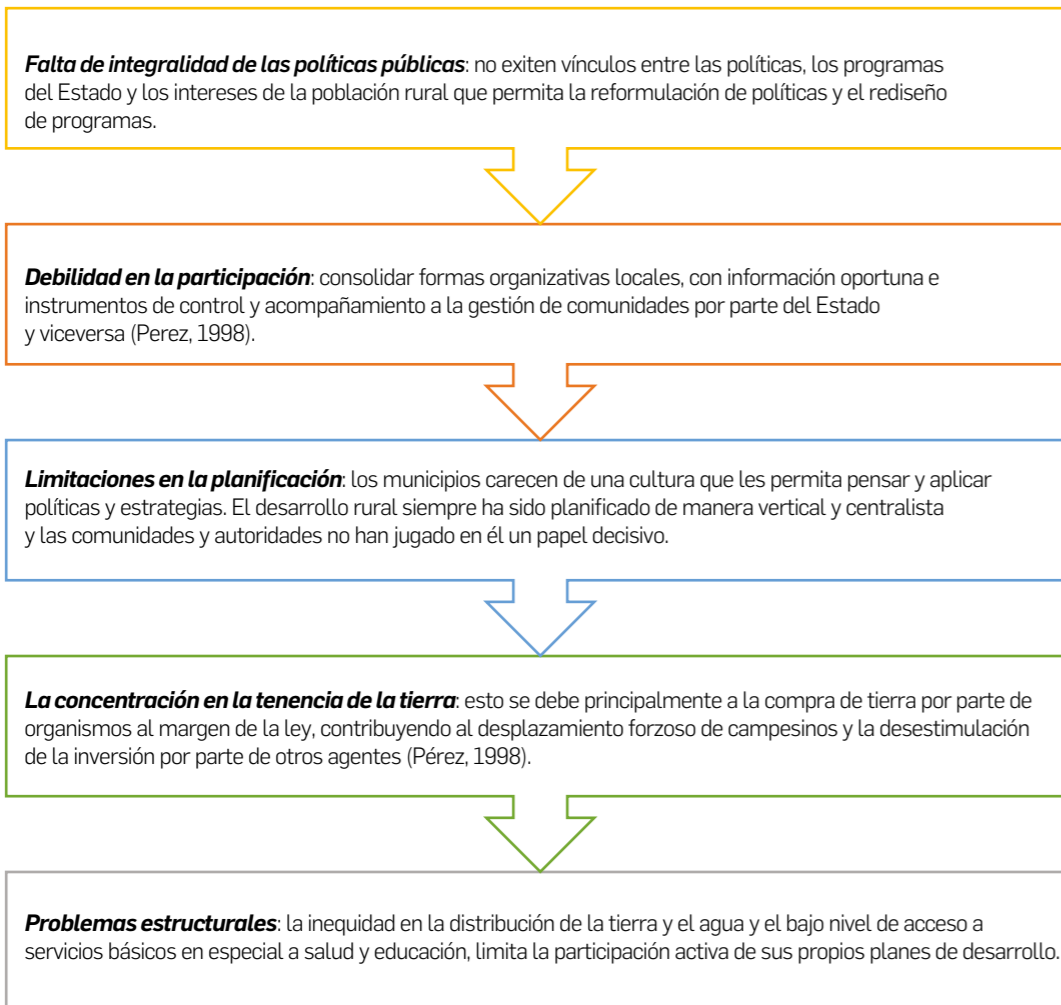 Falta de integralidad de las políticas públicas: no exiten vínculos entre las políticas, los programas
del Estado y los intereses de la población rural que permita la reformulación de políticas y el rediseño
de programas.
Debilidad en la participación: consolidar formas organizativas locales, con información oportuna e
instrumentos de control y acompañamiento a la gestión de comunidades por parte del Estado
y viceversa (Perez, 1998).
Limitaciones en la planificación: los municipios carecen de una cultura que les permita pensar y aplicar
políticas y estrategias. El desarrollo rural siempre ha sido planificado de manera vertical y centralista
y las comunidades y autoridades no han jugado en él un papel decisivo.
La concentración en la tenencia de la tierra: esto se debe principalmente a la compra de tierra por parte de
organismos al margen de la ley, contribuyendo al desplazamiento forzoso de campesinos y la desestimulación
de la inversión por parte de otros agentes (Pérez, 1998).
Problemas estructurales: la inequidad en la distribución de la tierra y el agua y el bajo nivel de acceso a
servicios básicos en especial a salud y educación, limita la participación activa de sus propios planes de desarrollo.